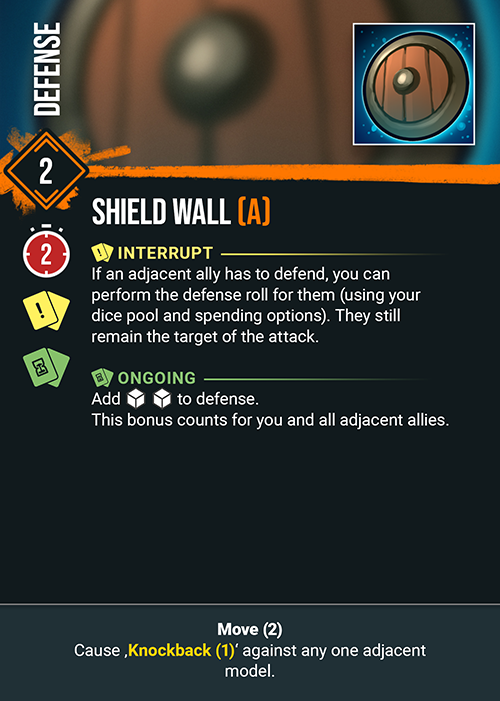 DEFENSE
2
SHIELD WALL (A)
2
! INTERRUPT
If an adjacent ally has to defend, you can
perform the defense roll for them (using your
dice pool and spending options). They still
remain the target of the attack.
!
ONGOING
Add to defense.
This bonus counts for you and all adjacent allies.
Move (2)
Cause ‚Knockback (1)‘ against any one adjacent
model.